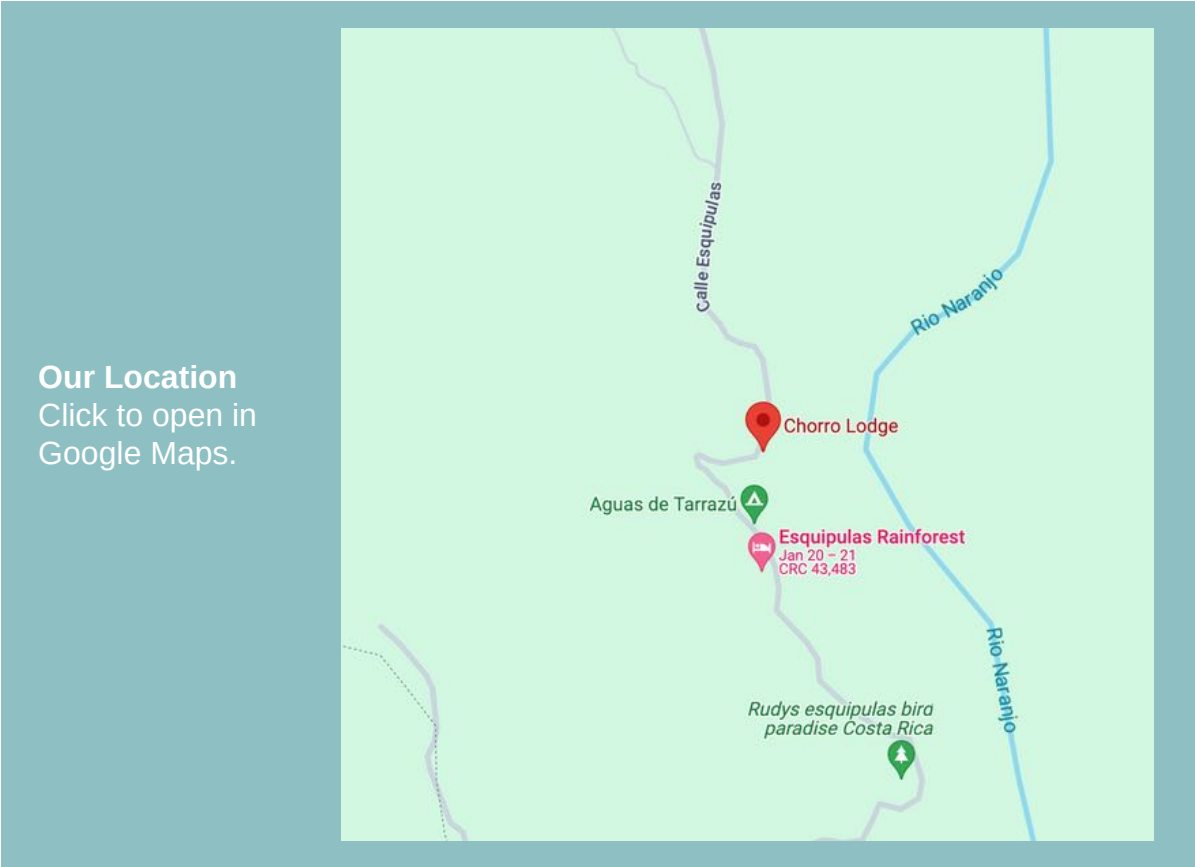 Our Location
Click to open in
Google Maps.
Calle Esquipulas
Rio Naranjo
Chorro Lodge
Aguas de Tarrazú
Esquipulas Rainforest
Jan 20 – 21
CRC 43,483
Rio Naranjo
Rudys esquipulas bird
paradise Costa Rica